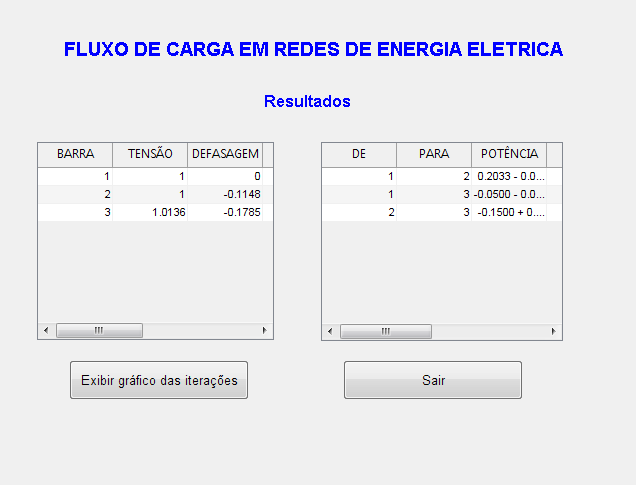 FLUXO DE CARGA EM REDES DE ENERGIA ELETRICA
Resultados
BARRA TENSÃO DEFASAGEM
1 1 0
2 1 -0.1148
3 1.0136 -0.1785
DE PARA POTÊNCIA
1 2 0.2033 - 0.0...
1 3 -0.0500 - 0.0...
2 3 -0.1500 + 0....
Exibir gráfico das iterações
Sair